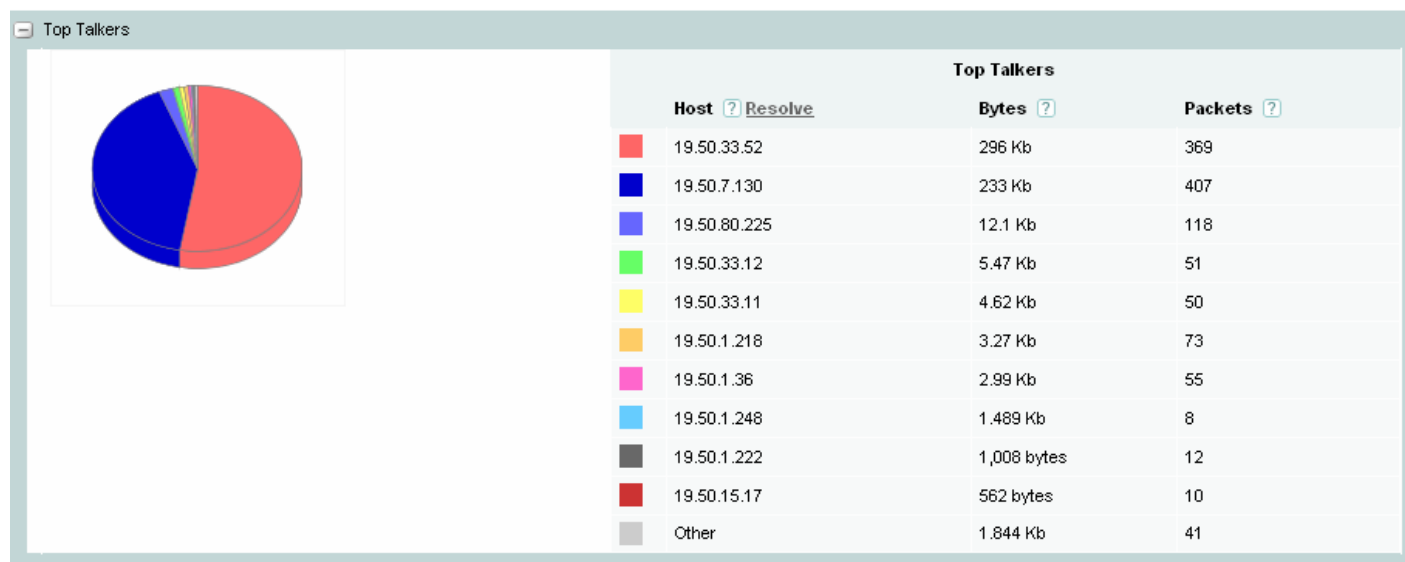 Top Talkers
Top Talkers
Host ? Resolve Bytes ? Packets ?
19.50.33.52 296 Kb 369
19.50.7.130 233 Kb 407
19.50.80.225 12.1 Kb 118
19.50.33.12 5.47 Kb 51
19.50.33.11 4.62 Kb 50
19.50.1.218 3.27 Kb 73
19.50.1.36 2.99 Kb 55
19.50.1.248 1.489 Kb 8
19.50.1.222 1,008 bytes 12
19.50.15.17 562 bytes 10
Other 1.844 Kb 41